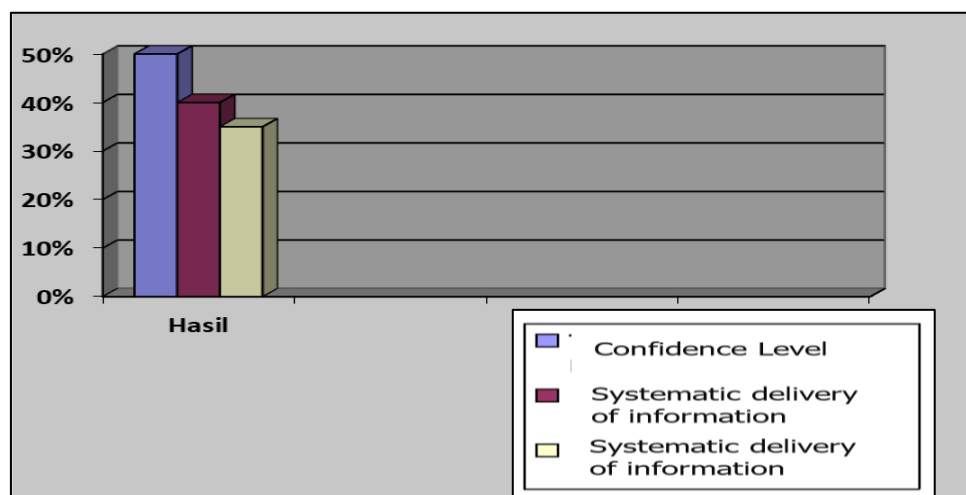 50%
40%
30%
20%
10%
0%
Hasil
Confidence Level
Systematic delivery
of information
Systematic delivery
of information